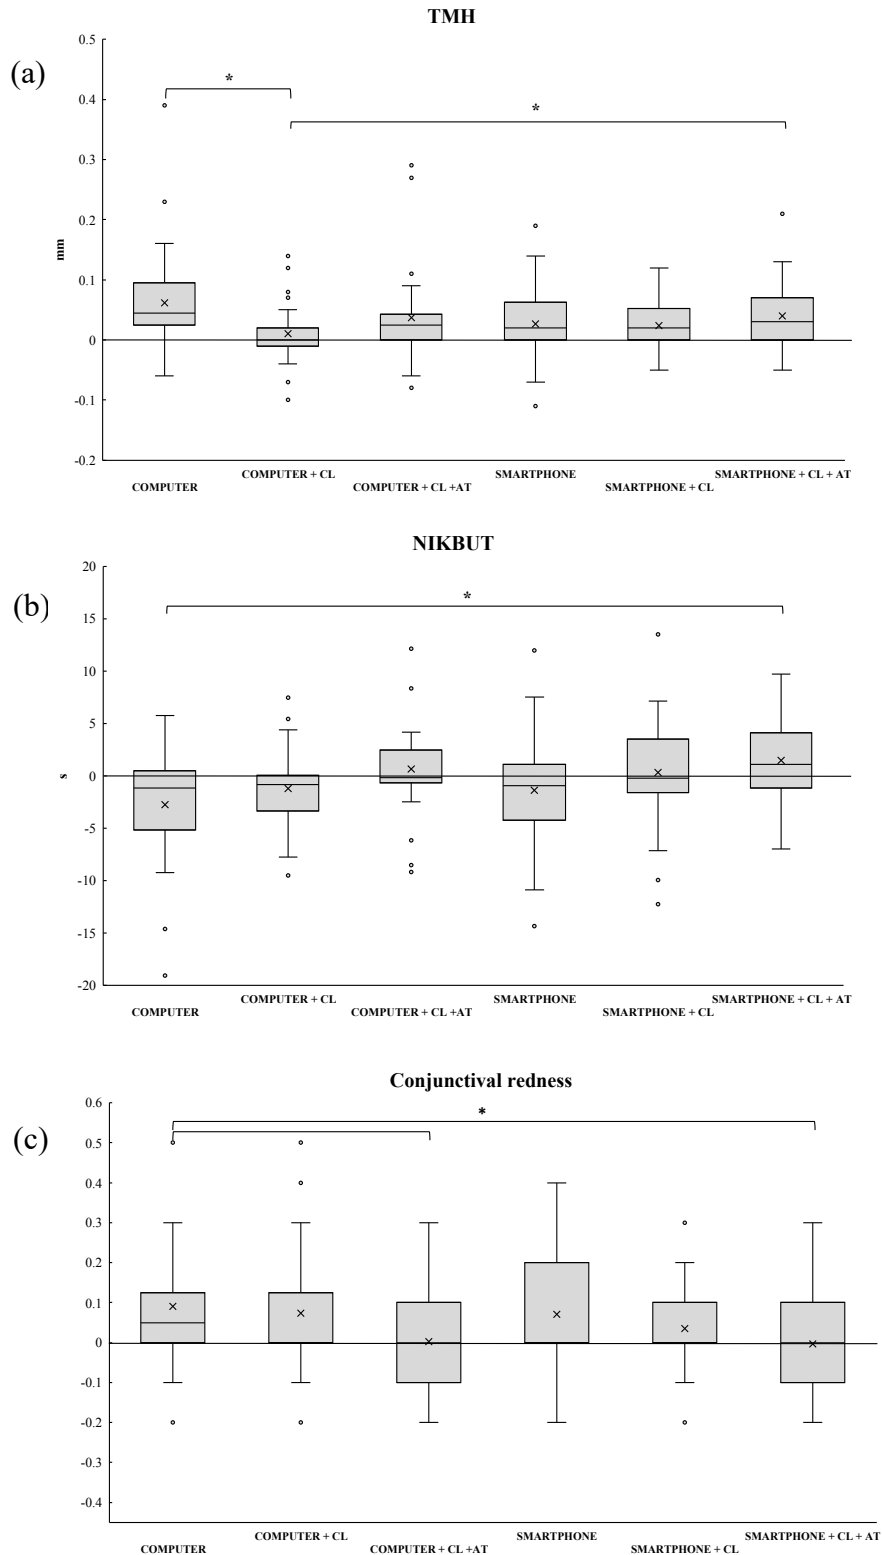 TMH
(a)
0.5
0.4
0.3
0.2
0.1
0
-0.1
-0.2
mm
*
*
COMPUTER
COMPUTER + CL
COMPUTER + CL +AT
SMARTPHONE
SMARTPHONE + CL
SMARTPHONE + CL + AT
NIKBUT
(b)
20
15
10
5
0
-5
-10
-15
-20
s
*
COMPUTER
COMPUTER + CL
COMPUTER + CL +AT
SMARTPHONE
SMARTPHONE + CL
SMARTPHONE + CL + AT
Conjunctival redness
(c)
0.6
0.5
0.4
0.3
0.2
0.1
0
-0.1
-0.2
-0.3
-0.4
*
COMPUTER
COMPUTER + CL
COMPUTER + CL +AT
SMARTPHONE
SMARTPHONE + CL
SMARTPHONE + CL + AT